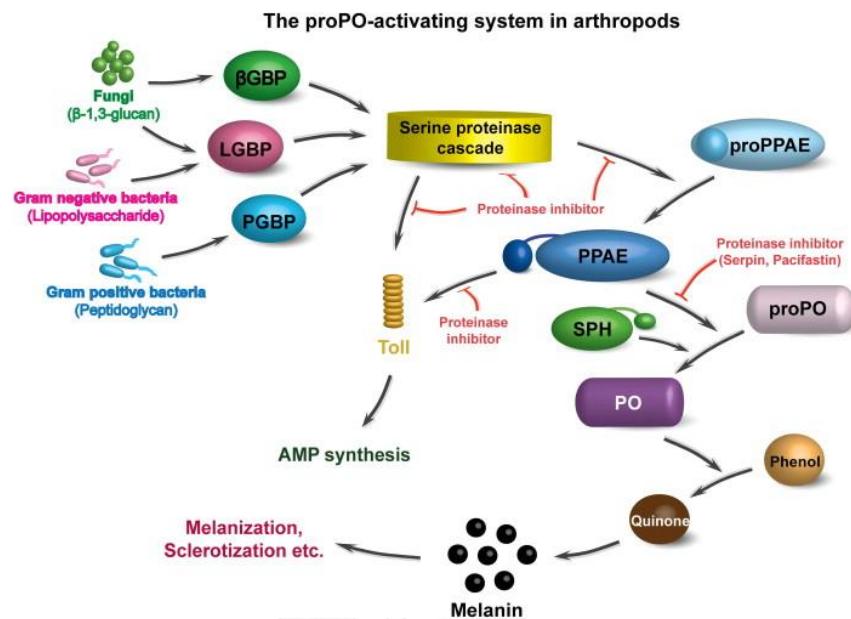 The proPO-activating system in arthropods
Fungi
(β-1,3-glucan)
βGBP
LGBP
Gram negative bacteria
(Lipopolysaccharide)
PGBP
Gram positive bacteria
(Peptidoglycan)
Serine proteinase
cascade
proPPAE
Proteinase inhibitor
PPAE
Proteinase inhibitor
(Serpin, Pacifastin)
proPO
Toll
Proteinase
inhibitor
SPH
PO
AMP synthesis
Phenol
Quinone
Melanization,
Sclerotization etc.
Melanin